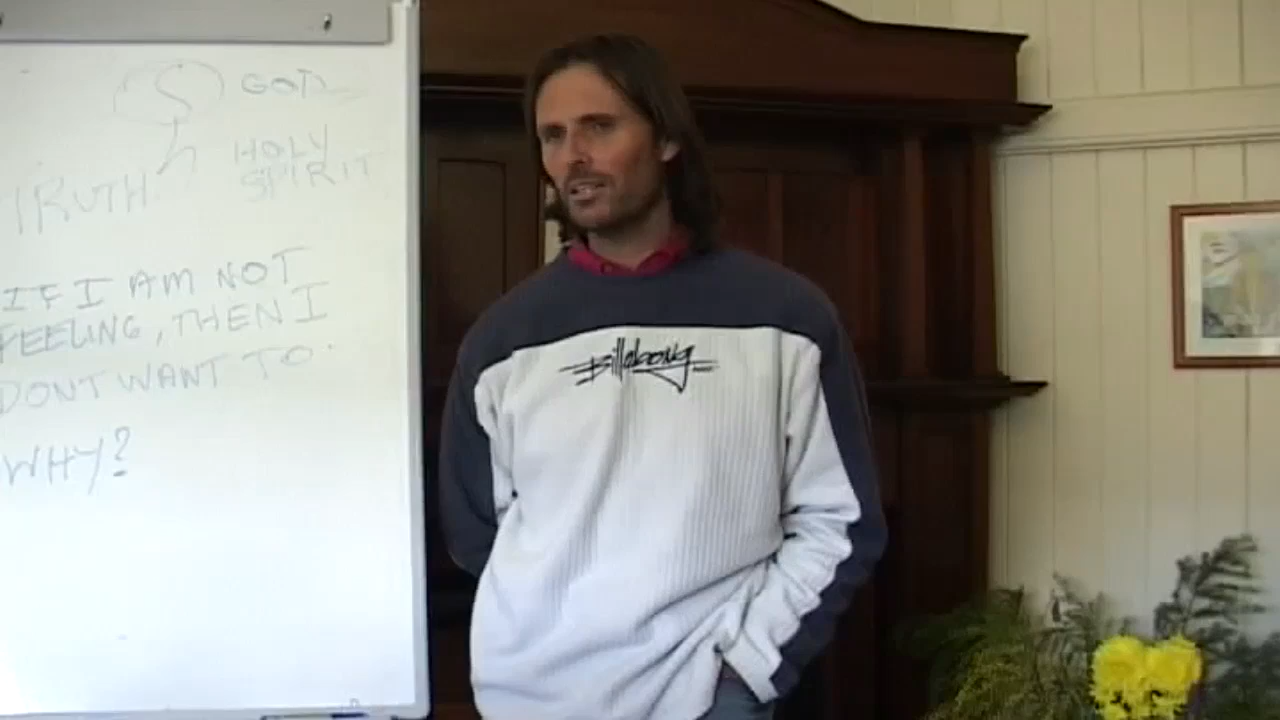 GOD
HOLY
SPIRIT
TRUTH
IF I AM NOT
FEELING, THEN I
DONT WANT TO.
WHY?
Billabong